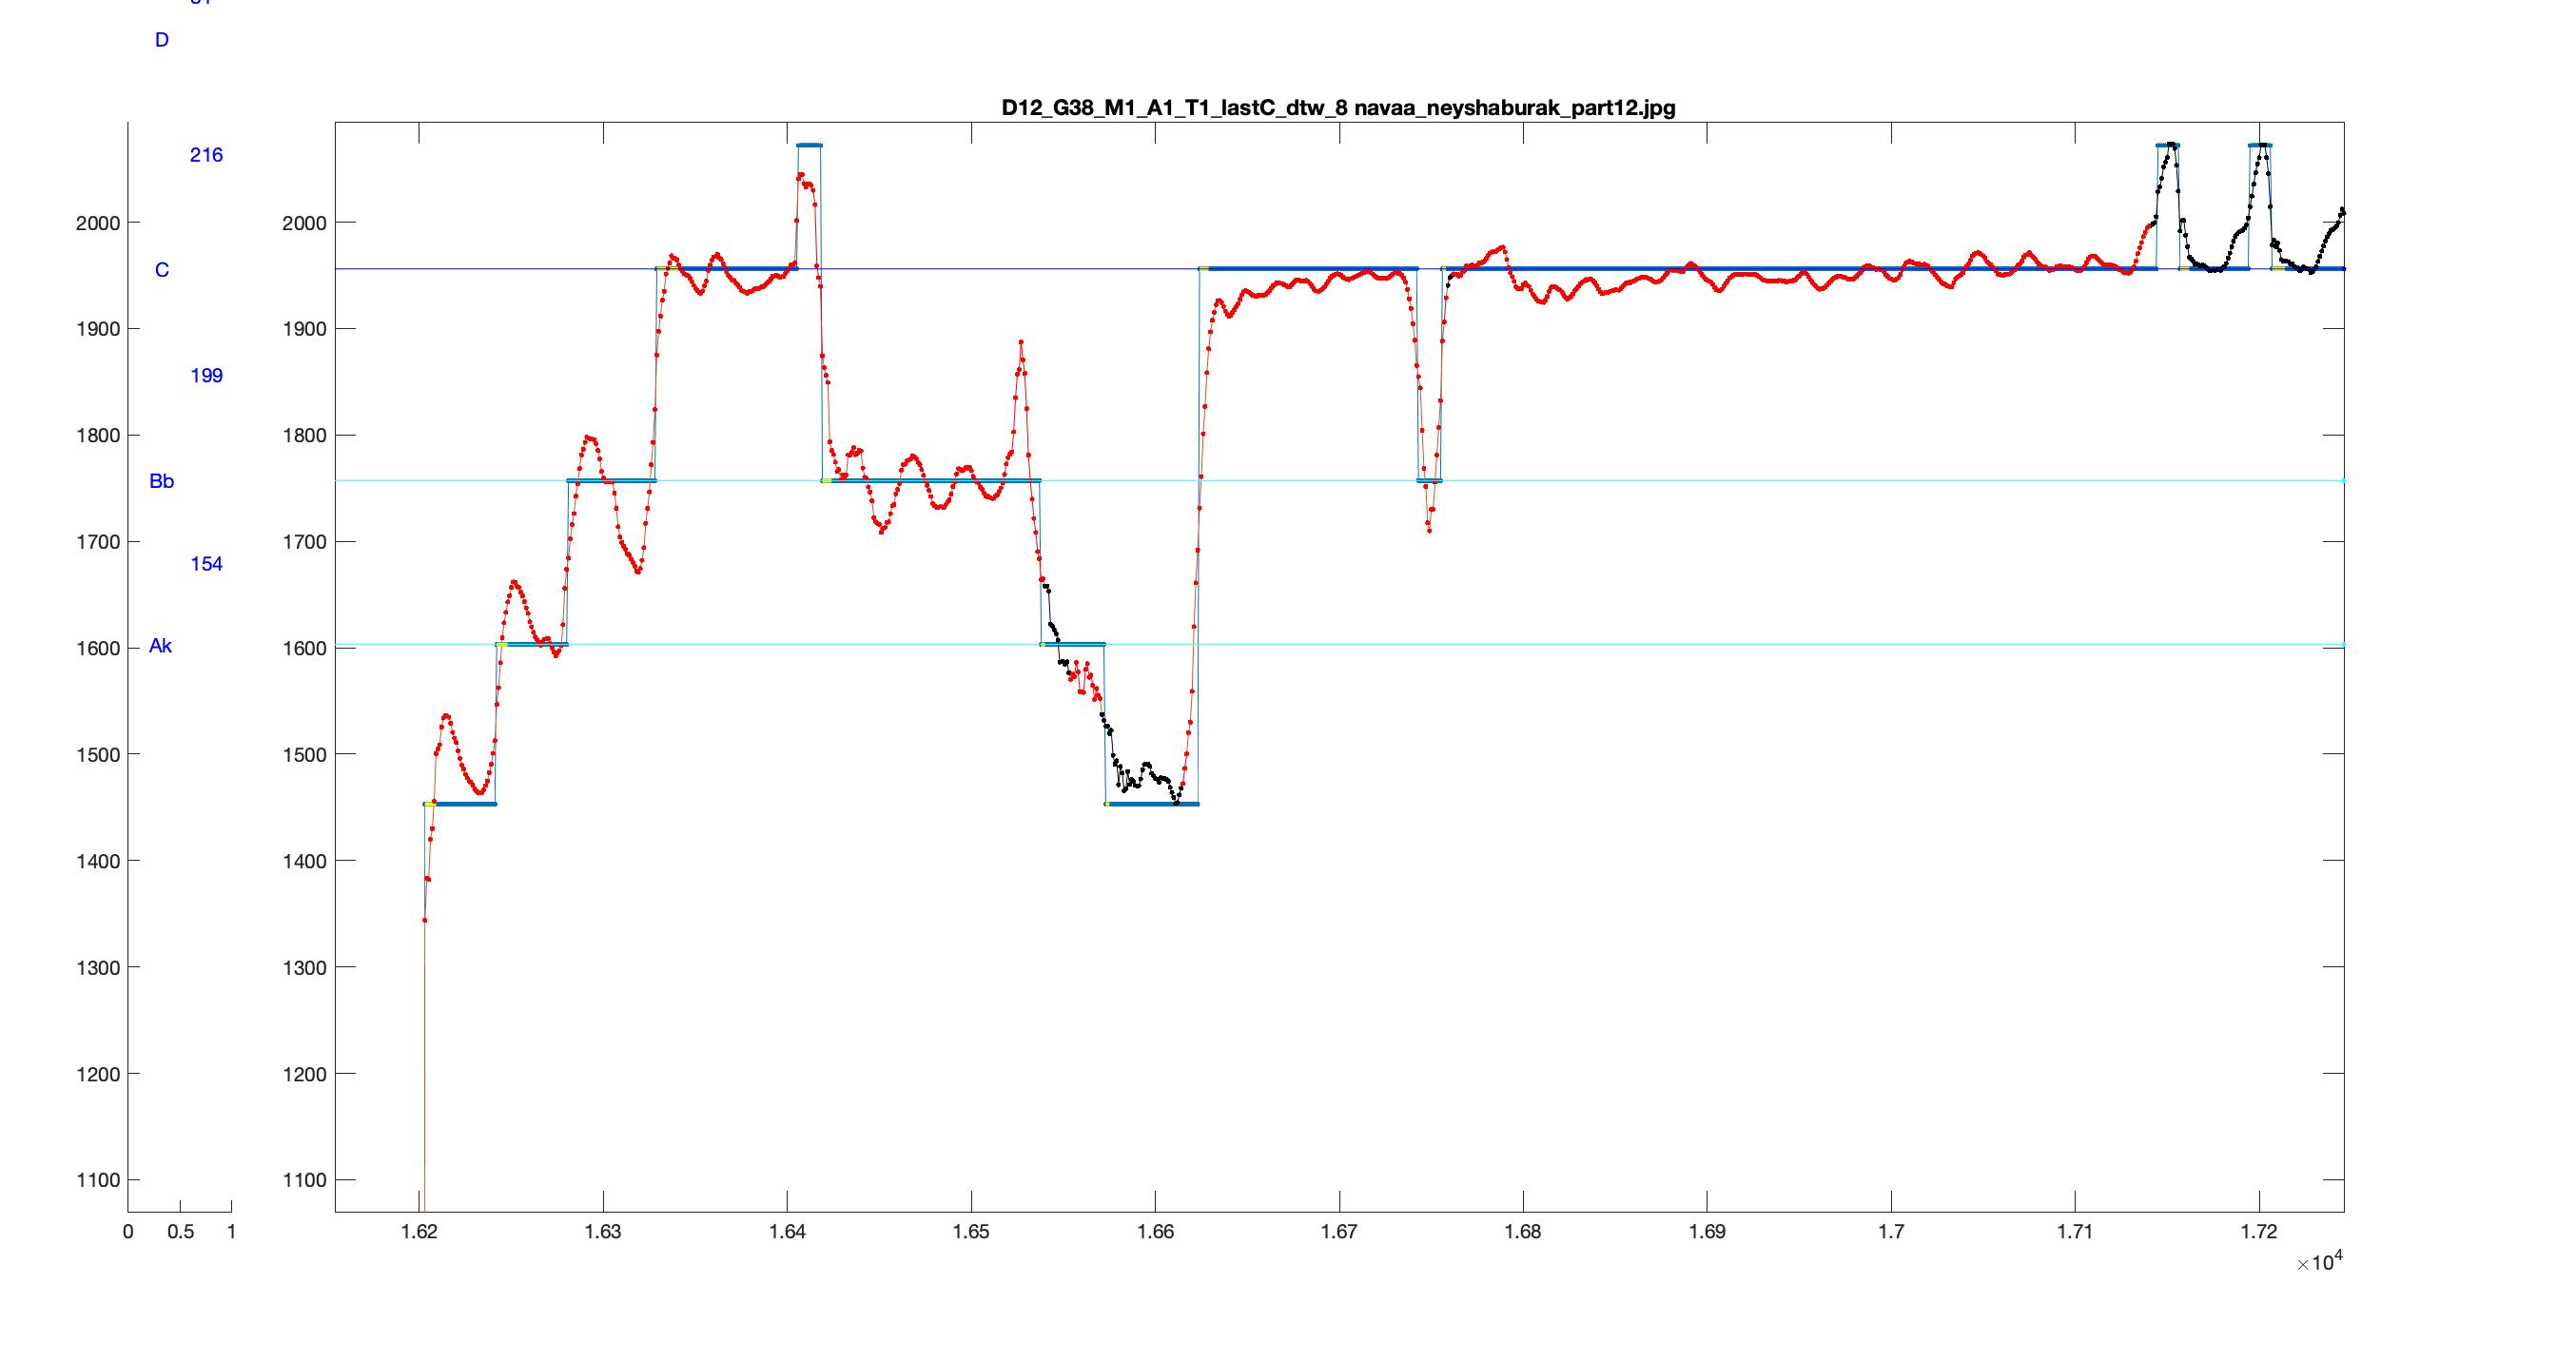 D
D12_G38_M1_A1_T1_lastC_dtw_8 navaa_neyshaburak_part12.jpg
216
2000 2000
C
1900 1900
199
1800 1800
Bb
1700 1700
154
1600 Ak 1600
1500 1500
1400 1400
1300 1300
1200 1200
1100 1100
0 0.5 1 1.62 1.63 1.64 1.65 1.66 1.67 1.68 1.69 1.7 1.71 1.72
×10⁴